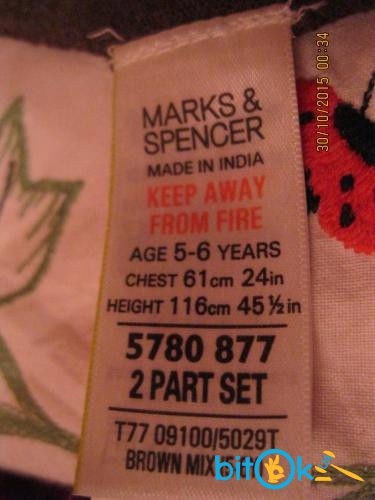 MARKS &
SPENCER
MADE IN INDIA
KEEP AWAY
FROM FIRE
AGE 5-6 YEARS
CHEST 61cm 24in
HEIGHT 116cm 45½in
5780 877
2 PART SET
T77 09100/5029T
BROWN MIX
bitOk
30/10/2015 00:34